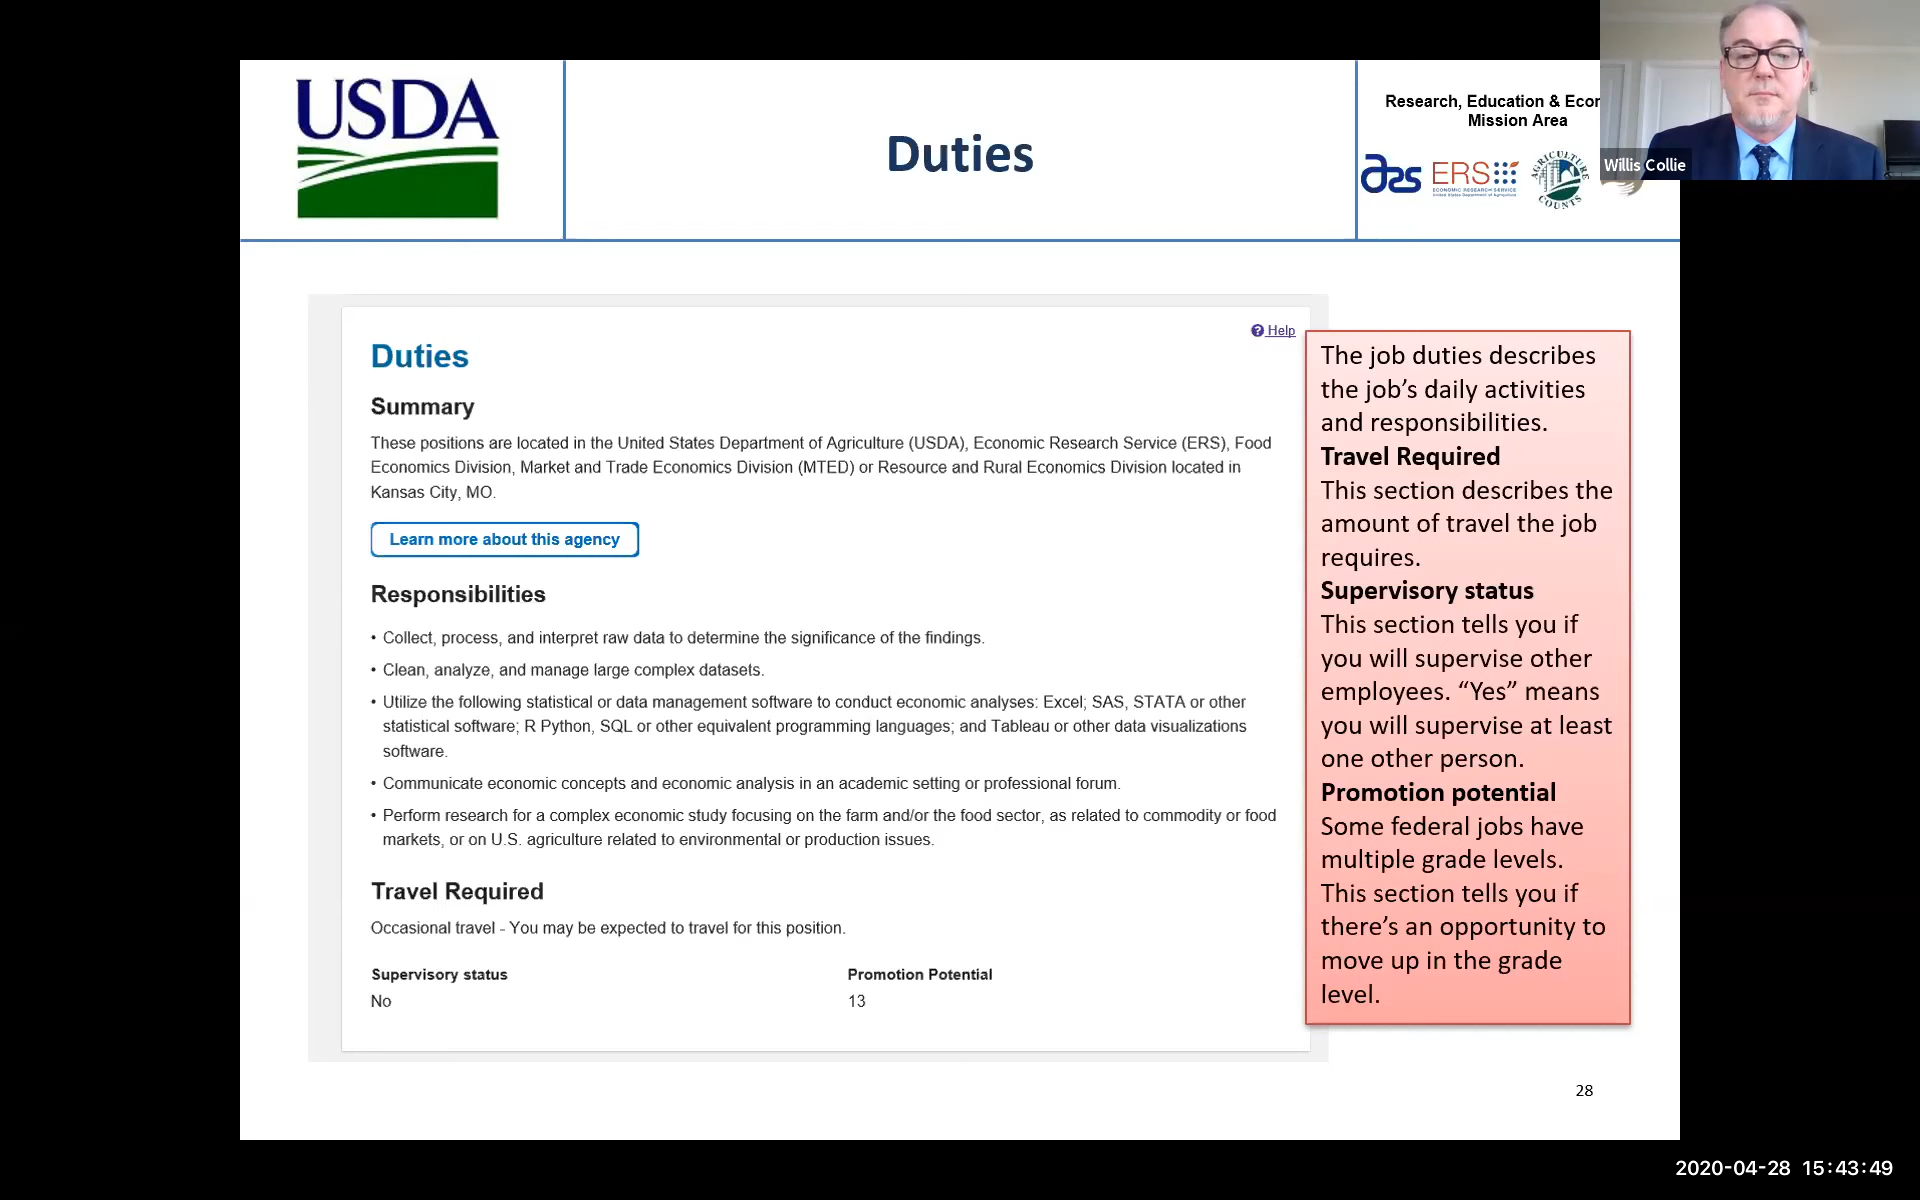 USDA
Duties
Research, Education & Econ
Mission Area
ars
ERS
ECONOMIC RESEARCH SERVICE
United States Department of Agriculture
AGRICULTURE
COUNTS
Willis Collie
Help
Duties
Summary
These positions are located in the United States Department of Agriculture (USDA), Economic Research Service (ERS), Food
Economics Division, Market and Trade Economics Division (MTED) or Resource and Rural Economics Division located in
Kansas City, MO.
Learn more about this agency
Responsibilities
• Collect, process, and interpret raw data to determine the significance of the findings.
• Clean, analyze, and manage large complex datasets.
• Utilize the following statistical or data management software to conduct economic analyses: Excel; SAS, STATA or other
statistical software; R Python, SQL or other equivalent programming languages; and Tableau or other data visualizations
software.
• Communicate economic concepts and economic analysis in an academic setting or professional forum.
• Perform research for a complex economic study focusing on the farm and/or the food sector, as related to commodity or food
markets, or on U.S. agriculture related to environmental or production issues.
Travel Required
Occasional travel - You may be expected to travel for this position.
Supervisory status
No
Promotion Potential
13
The job duties describes
the job’s daily activities
and responsibilities.
Travel Required
This section describes the
amount of travel the job
requires.
Supervisory status
This section tells you if
you will supervise other
employees. “Yes” means
you will supervise at least
one other person.
Promotion potential
Some federal jobs have
multiple grade levels.
This section tells you if
there’s an opportunity to
move up in the grade
level.
28
2020-04-28 15:43:49